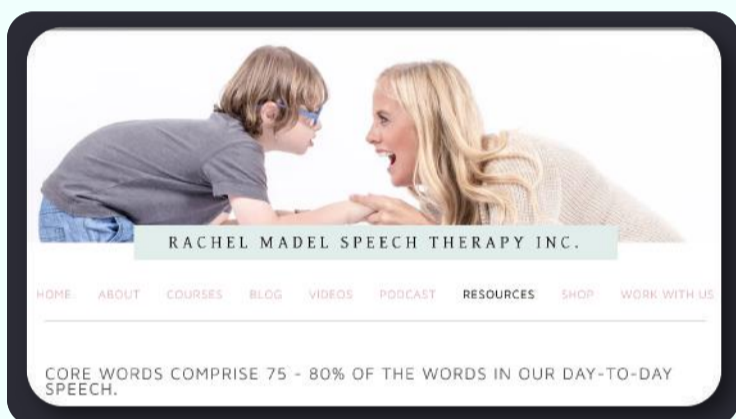 RACHEL MADEL SPEECH THERAPY INC.
HOME ABOUT COURSES BLOG VIDEOS PODCAST RESOURCES SHOP WORK WITH US
CORE WORDS COMPRISE 75 - 80% OF THE WORDS IN OUR DAY-TO-DAY
SPEECH.